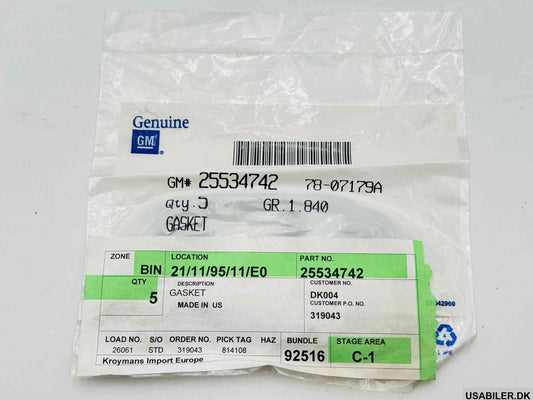 Genuine
GM
GM# 25534742 78-07179A
Qty.5 GR.1.840
GASKET
ZONE LOCATION PART NO.
BIN 21/11/95/11/E0 25534742
QTY DESCRIPTION CUSTOMER NO.
5 GASKET DK004
MADE IN US CUSTOMER P.O. NO.
319043
LOAD NO. S/O ORDER NO. PICK TAG HAZ BUNDLE STAGE AREA
26061 STD 319043 814108 92516 C-1
Kroymans Import Europe
USABILER.DK